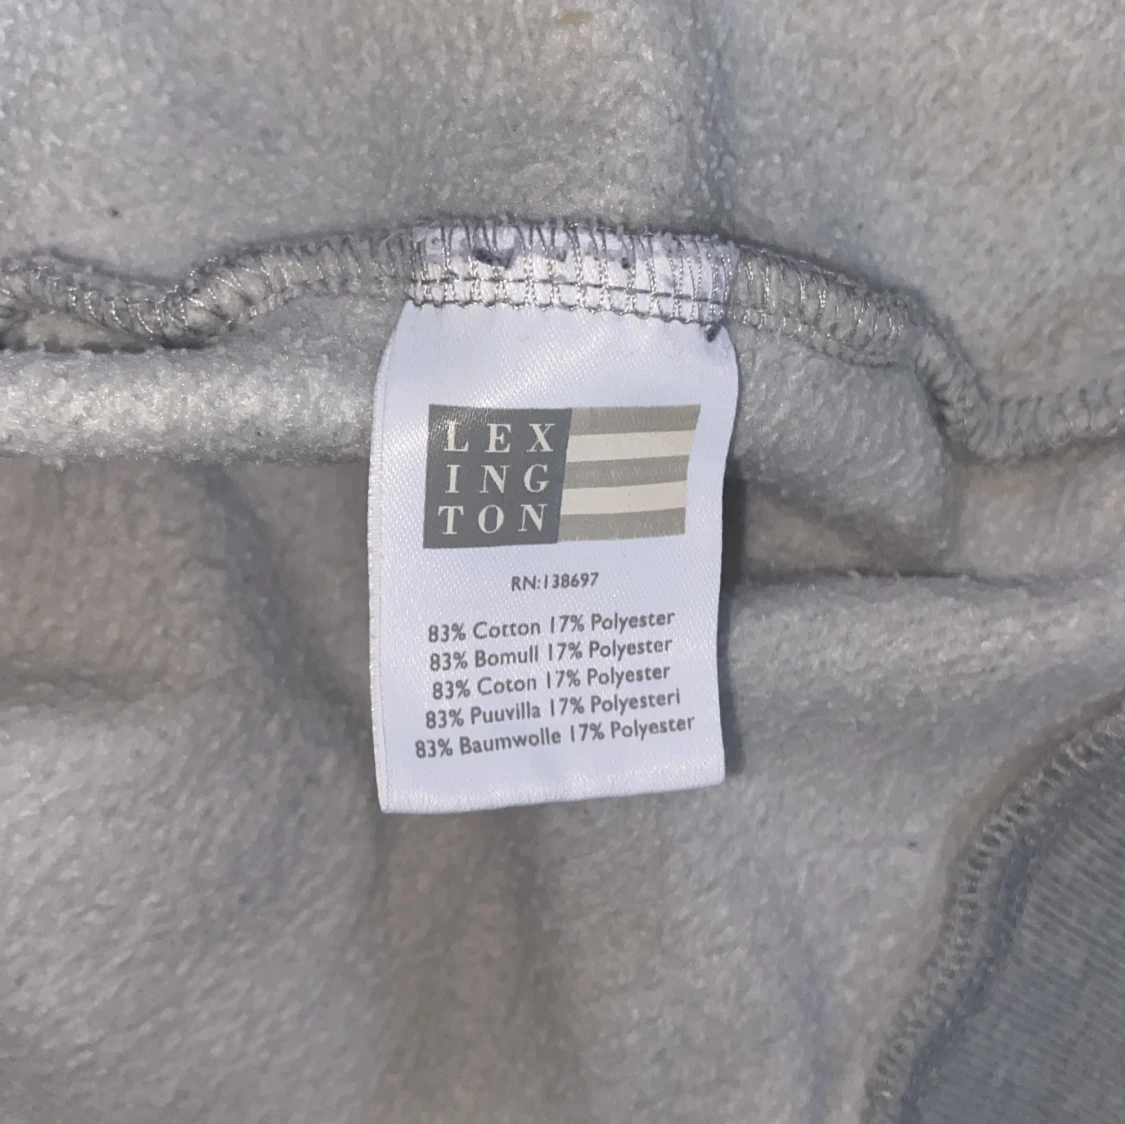 LEX
ING
TON
RN:138697
83% Cotton 17% Polyester
83% Bomull 17% Polyester
83% Coton 17% Polyester
83% Puuvilla 17% Polyesteri
83% Baumwolle 17% Polyester